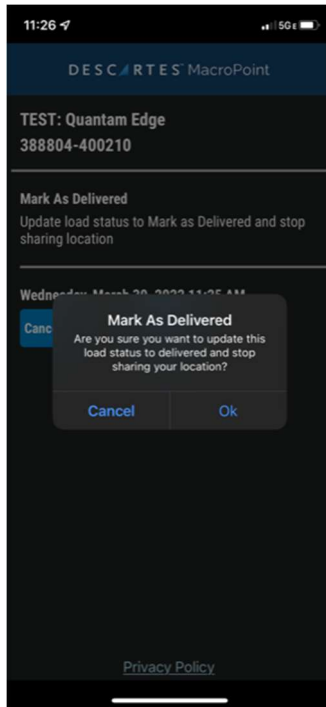 11:26
5G E
DESCARTES MacroPoint
TEST: Quantam Edge
388804-400210
Mark As Delivered
Update load status to Mark as Delivered and stop
sharing location
Mark As Delivered
Are you sure you want to update this
load status to delivered and stop
sharing your location?
Cancel
Ok
Privacy Policy